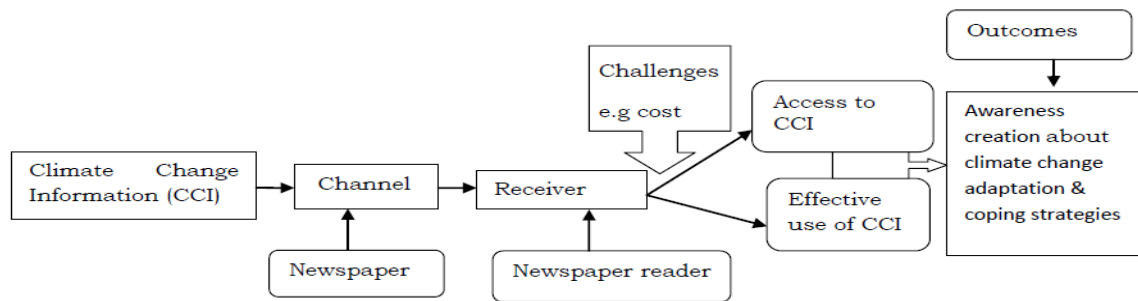 Climate Change
Information (CCI)
Channel
Newspaper
Receiver
Newspaper reader
Challenges
e.g cost
Access to
CCI
Effective
use of CCI
Outcomes
Awareness
creation about
climate change
adaptation &
coping strategies